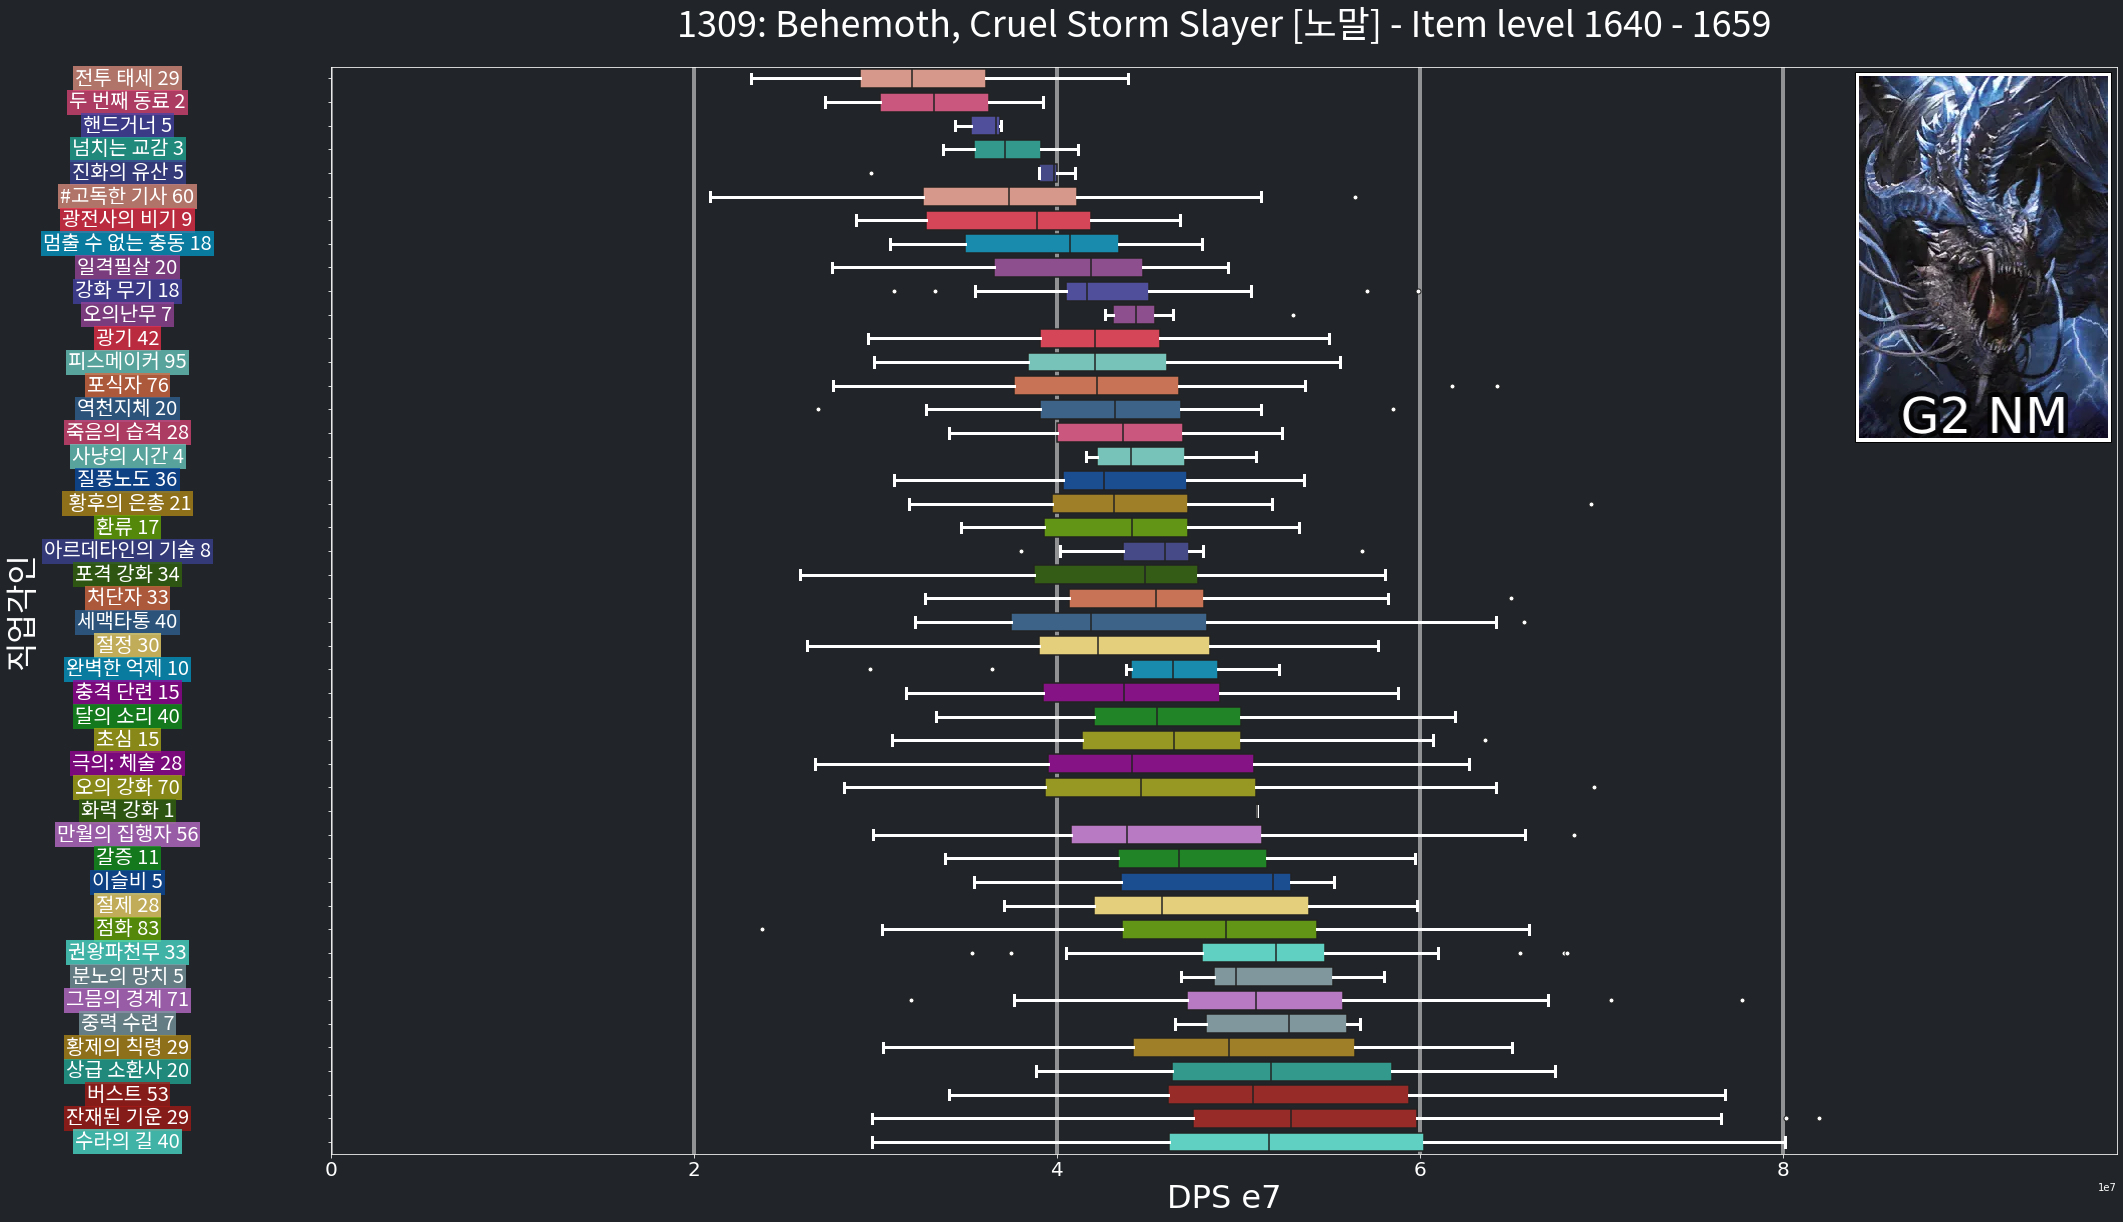 1309: Behemoth, Cruel Storm Slayer [노말] - Item level 1640 - 1659
직업각인
전투 태세 29
두 번째 동료 2
핸드거너 5
넘치는 교감 3
진화의 유산 5
#고독한 기사 60
광전사의 비기 9
멈출 수 없는 충동 18
일격필살 20
강화 무기 18
오의난무 7
광기 42
피스메이커 95
포식자 76
역천지체 20
죽음의 습격 28
사냥의 시간 4
질풍노도 36
황후의 은총 21
환류 17
아르데타인의 기술 8
포격 강화 34
처단자 33
세맥타통 40
절정 30
완벽한 억제 10
충격 단련 15
달의 소리 40
초심 15
극의: 체술 28
오의 강화 70
화력 강화 1
만월의 집행자 56
갈증 11
이슬비 5
절제 28
점화 83
권왕파천무 33
분노의 망치 5
그믐의 경계 71
중력 수련 7
황제의 칙령 29
상급 소환사 20
버스트 53
잔재된 기운 29
수라의 길 40
G2 NM
0 2 4 6 8
1e7
DPS e7